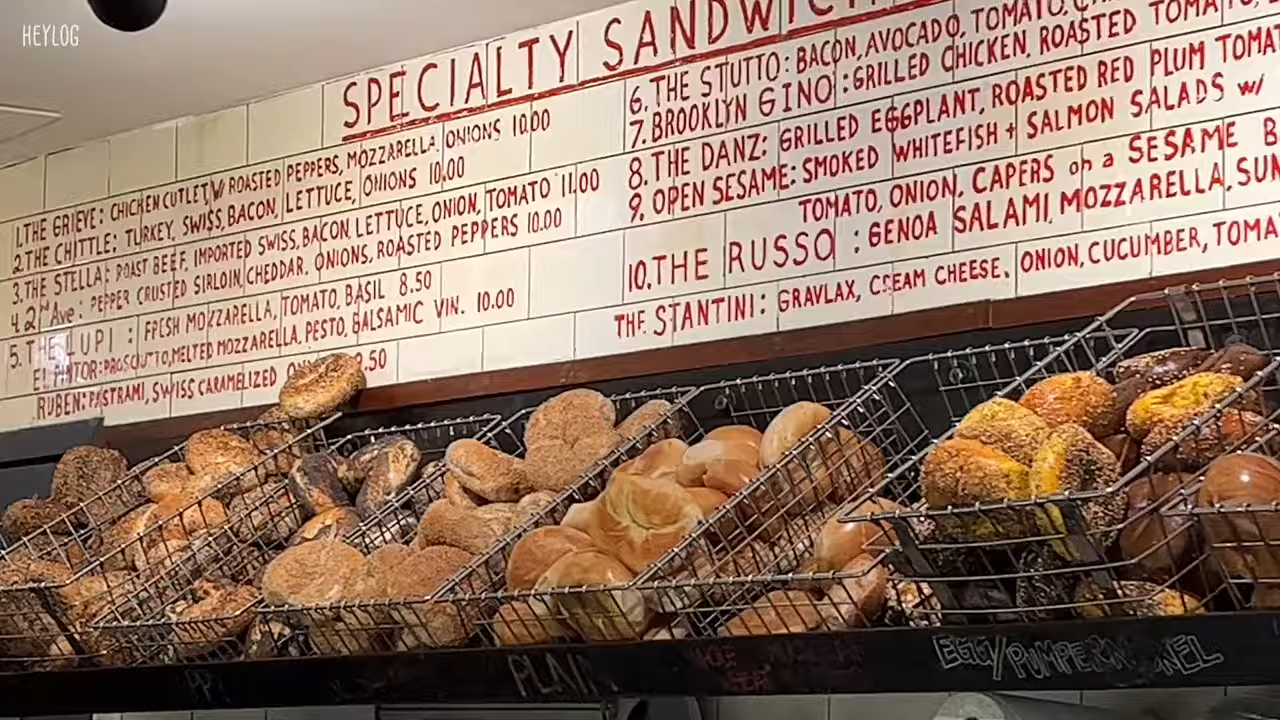 HEYLOG
SPECIALTY SANDWICH
1. THE GRIEVE: CHICKEN CUTLET, W/ ROASTED PEPPERS, MOZZARELLA, ONIONS 10.00
2. THE CHITTLE: TURKEY, SWISS, BACON, LETTUCE, ONIONS 10.00
3. THE STELLA: ROAST BEEF, IMPORTED SWISS, BACON, LETTUCE, ONION, TOMATO 11.00
4. 2nd Ave: PEPPER CRUSTED SIRLOIN, CHEDDAR, ONIONS, ROASTED PEPPERS 10.00
5. THE LUPI: FRESH MOZZARELLA, TOMATO, BASIL 8.50
EL PINTOR: PROSCIUTTO, MELTED MOZZARELLA, PESTO, BALSAMIC VIN. 10.00
RUBEN: PASTRAMI, SWISS CARAMELIZED .50
6. THE STUTTO: BACON, AVOCADO, TOMATO,
7. BROOKLYN GINO: GRILLED CHICKEN, ROASTED TOMATO,
8. THE DANZ: GRILLED EGGPLANT, ROASTED RED PLUM TOMAT
9. OPEN SESAME: SMOKED WHITEFISH + SALMON SALADS w/
TOMATO, ONION, CAPERS on a SESAME B
10. THE RUSSO: GENOA SALAMI, MOZZARELLA, SUN
THE STANTINI: GRAVLAX, CREAM CHEESE, ONION, CUCUMBER, TOMA
PLAIN
EGG/PUMPERNICKEL